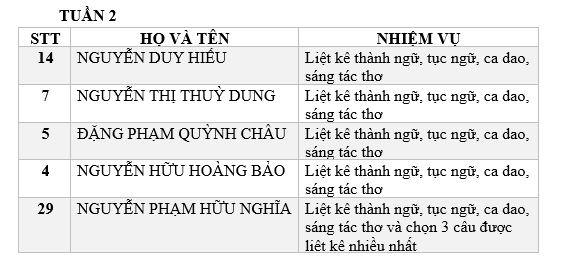 TUẦN 2
STT HỌ VÀ TÊN NHIỆM VỤ
14 NGUYỄN DUY HIẾU Liệt kê thành ngữ, tục ngữ, ca dao,
sáng tác thơ
7 NGUYỄN THỊ THUỲ DUNG Liệt kê thành ngữ, tục ngữ, ca dao,
sáng tác thơ
5 ĐẶNG PHẠM QUỲNH CHÂU Liệt kê thành ngữ, tục ngữ, ca dao,
sáng tác thơ
4 NGUYỄN HỮU HOÀNG BẢO Liệt kê thành ngữ, tục ngữ, ca dao,
sáng tác thơ
29 NGUYỄN PHẠM HỮU NGHĨA Liệt kê thành ngữ, tục ngữ, ca dao,
sáng tác thơ và chọn 3 câu được
liệt kê nhiều nhất